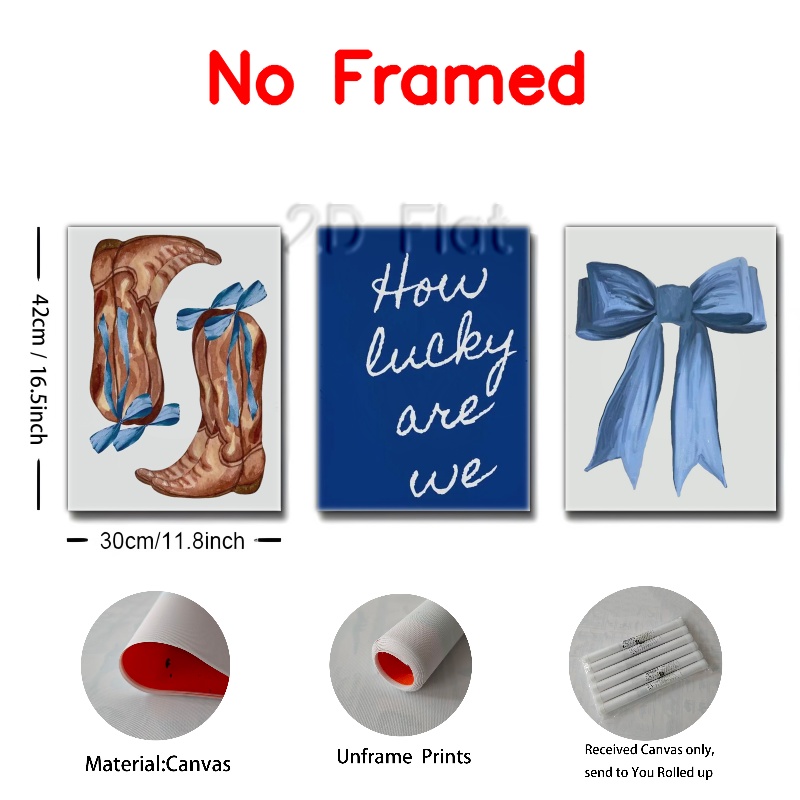 No Framed
2D Flat
42cm / 16.5inch
How
lucky
are
we
30cm/11.8inch
Material:Canvas
Unframe Prints
Received Canvas only,
send to You Rolled up